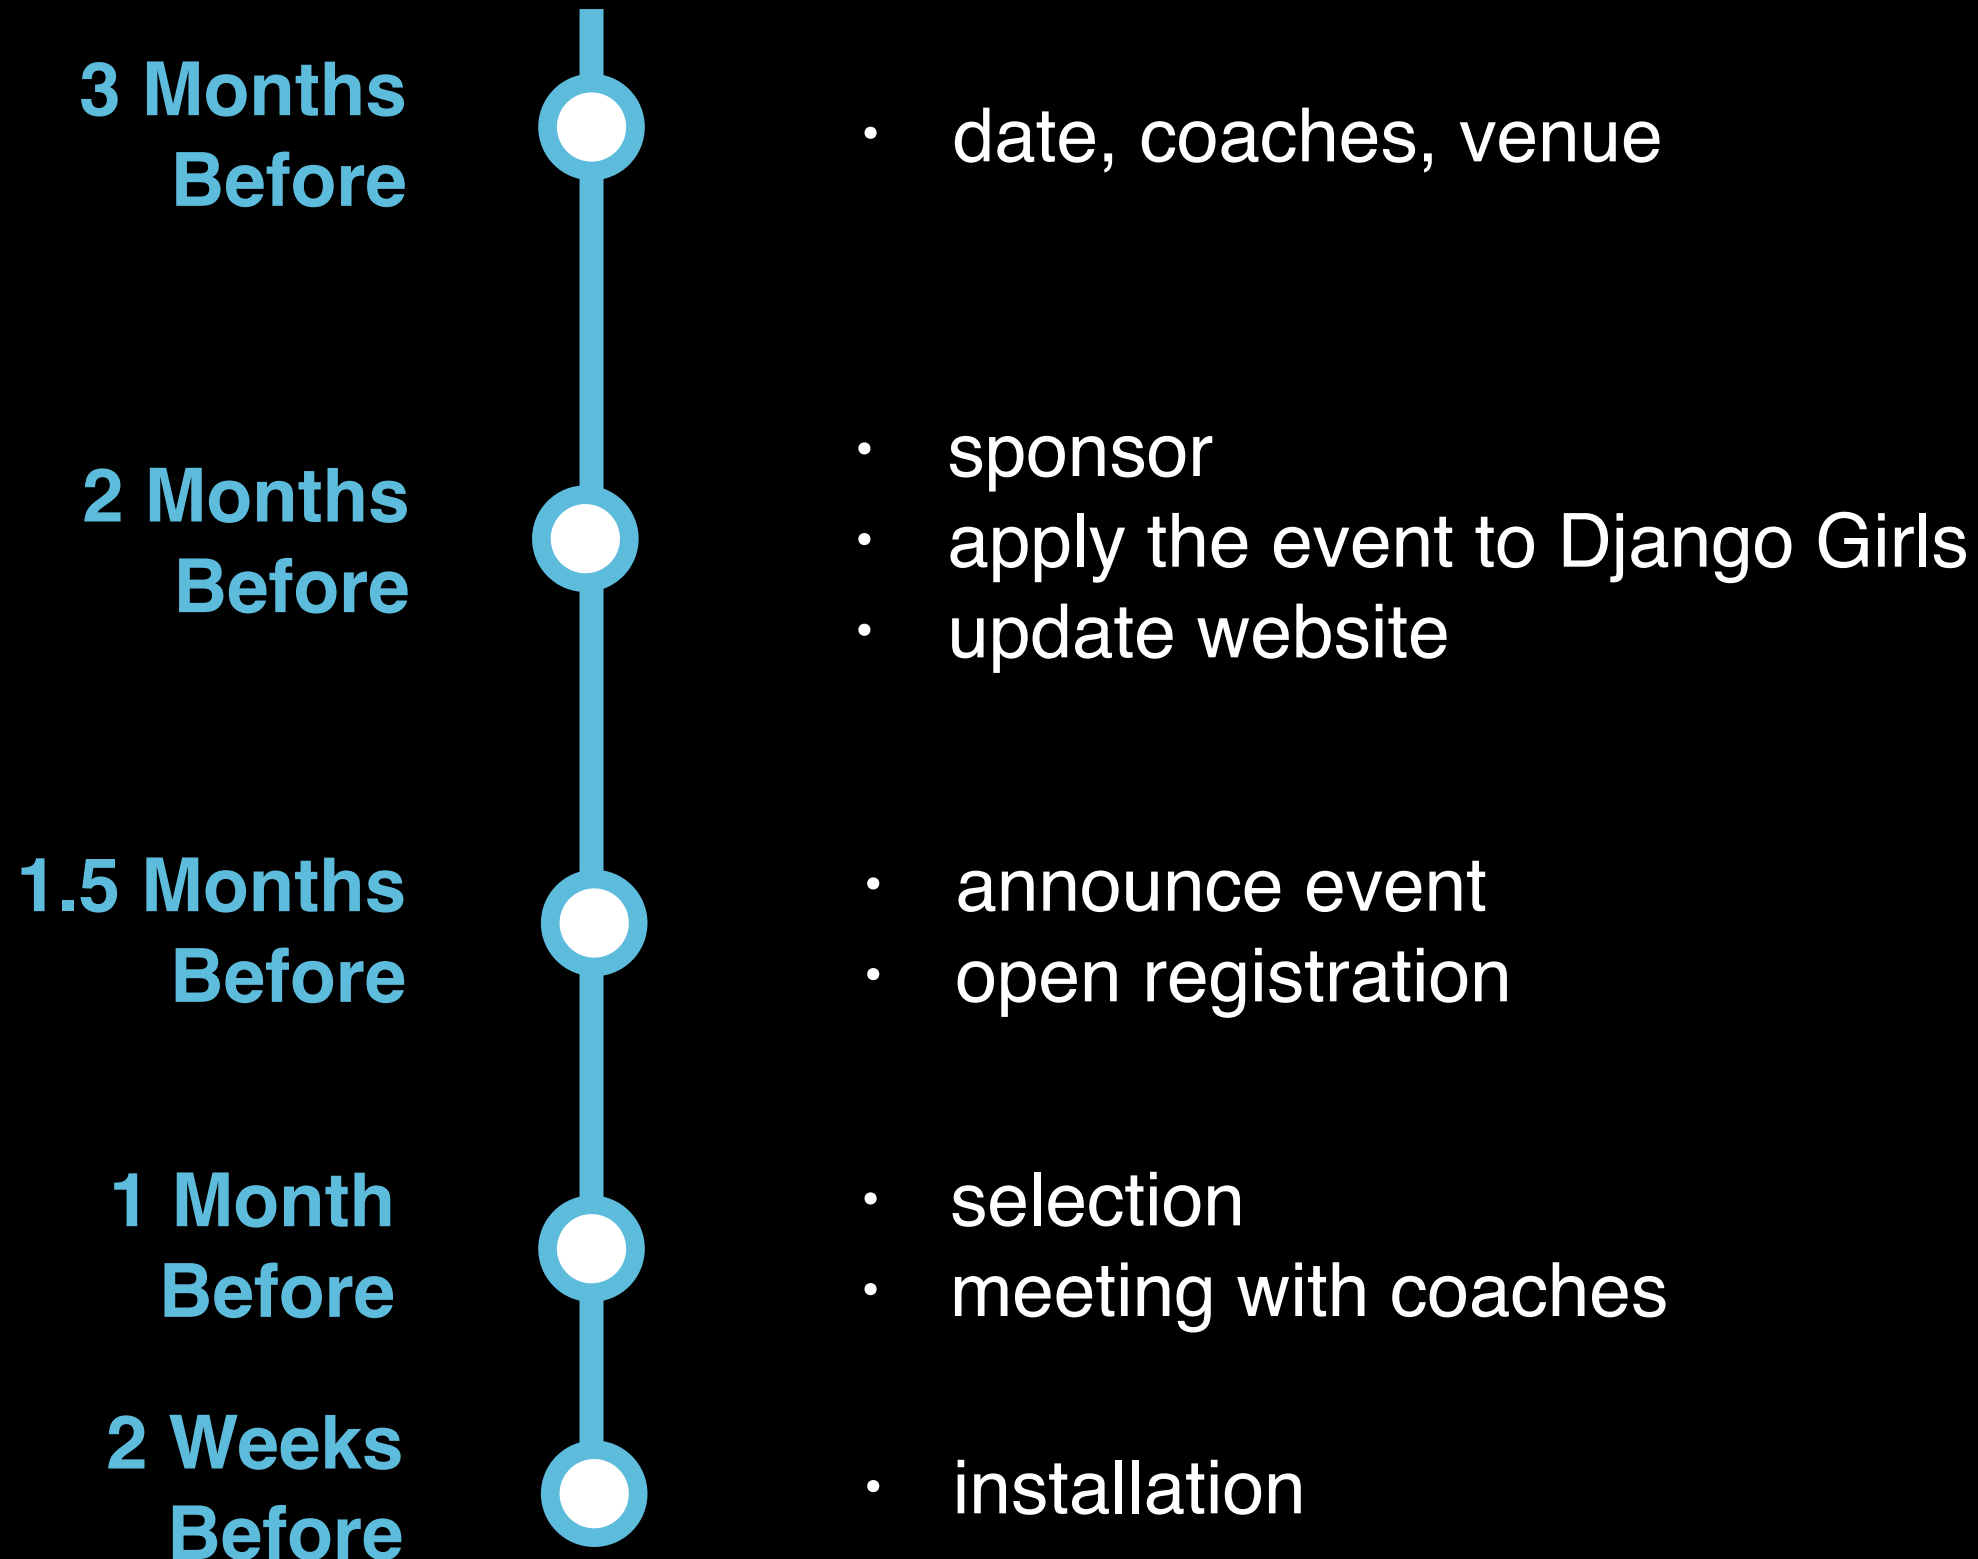 3 Months
Before
· date, coaches, venue
2 Months
Before
· sponsor
· apply the event to Django Girls
· update website
1.5 Months
Before
· announce event
· open registration
1 Month
Before
· selection
· meeting with coaches
2 Weeks
Before
· installation